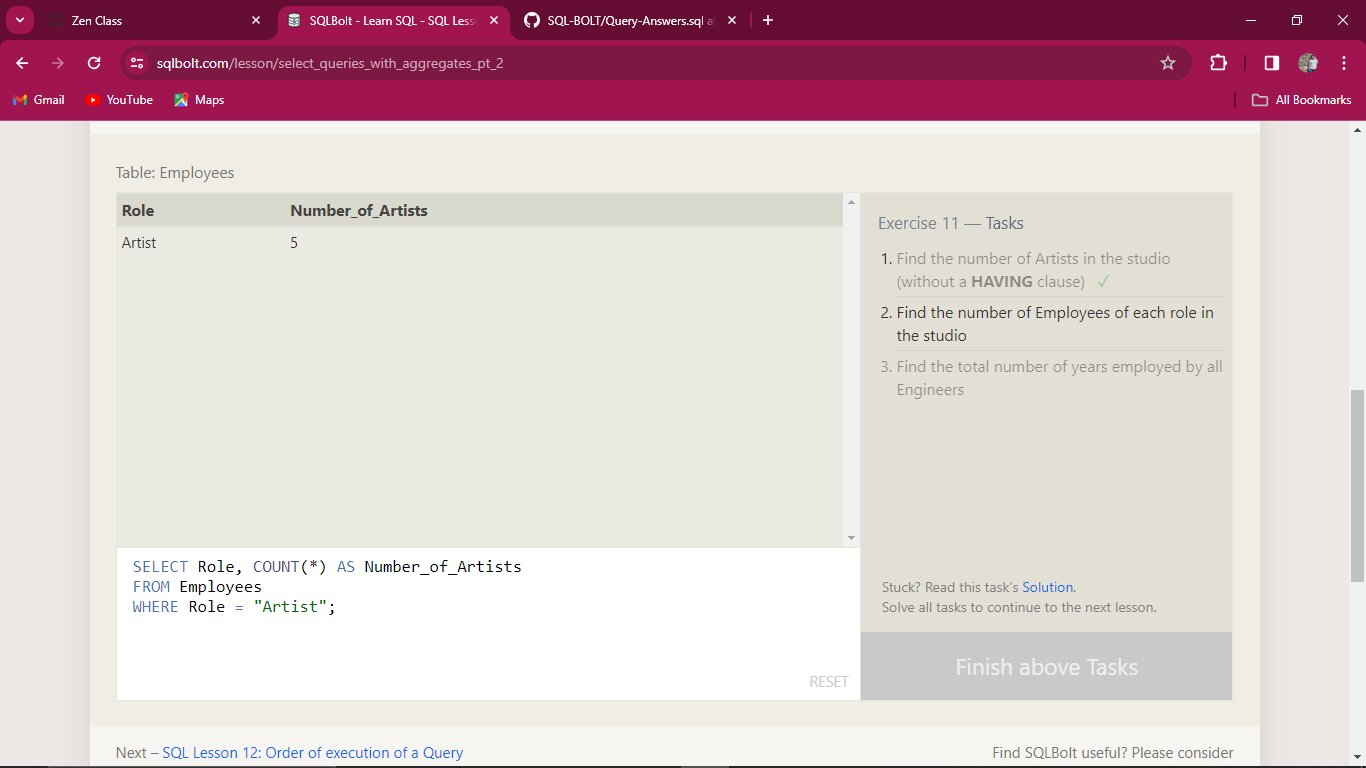 Zen Class
SQLBolt - Learn SQL - SQL Less
SQL-BOLT/Query-Answers.sql a
sqlbolt.com/lesson/select_queries_with_aggregates_pt_2
Gmail YouTube Maps All Bookmarks
Table: Employees
Role Number_of_Artists
Artist 5
SELECT Role, COUNT(*) AS Number_of_Artists
FROM Employees
WHERE Role = "Artist";
RESET
Exercise 11 — Tasks
1. Find the number of Artists in the studio
(without a HAVING clause) ✓
2. Find the number of Employees of each role in
the studio
3. Find the total number of years employed by all
Engineers
Stuck? Read this task's Solution.
Solve all tasks to continue to the next lesson.
Finish above Tasks
Next – SQL Lesson 12: Order of execution of a Query
Find SQLBolt useful? Please consider